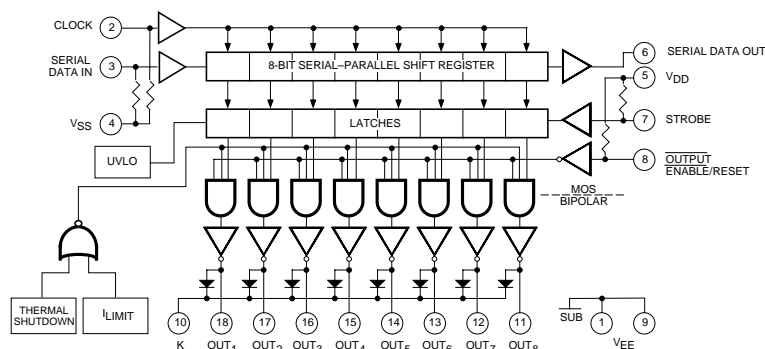 CLOCK 2
SERIAL DATA IN 3
VSS 4
8-BIT SERIAL–PARALLEL SHIFT REGISTER
6 SERIAL DATA OUT
5 VDD
LATCHES
7 STROBE
UVLO
8 OUTPUT ENABLE/RESET
MOS
BIPOLAR
THERMAL SHUTDOWN
ILIMIT
SUB
10 18 17 16 15 14 13 12 11 1 9
K OUT1 OUT2 OUT3 OUT4 OUT5 OUT6 OUT7 OUT8 VEE